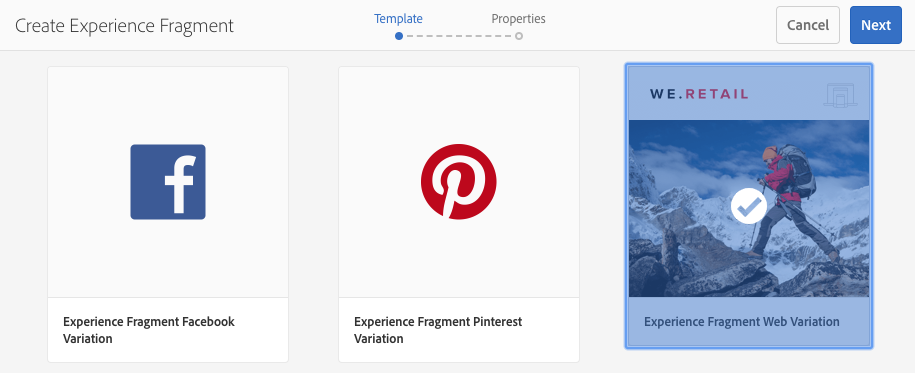 Create Experience Fragment
Template
Properties
Cancel
Next
WE.RETAIL
Experience Fragment Facebook
Variation
Experience Fragment Pinterest
Variation
Experience Fragment Web Variation